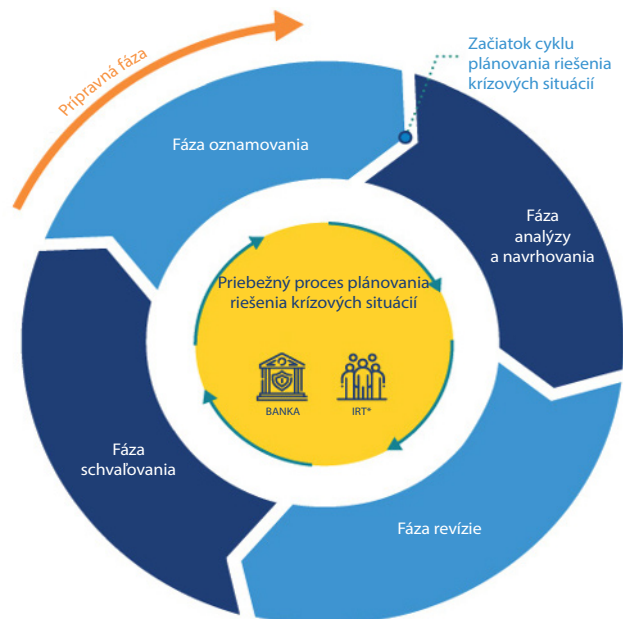 Prípravná fáza
Začiatok cyklu
plánovania riešenia
krízových situácií
Fáza oznamovania
Fáza
analýzy
a navrhovania
Priebežný proces plánovania
riešenia krízových situácií
BANKA
IRT*
Fáza
schvaľovania
Fáza revízie